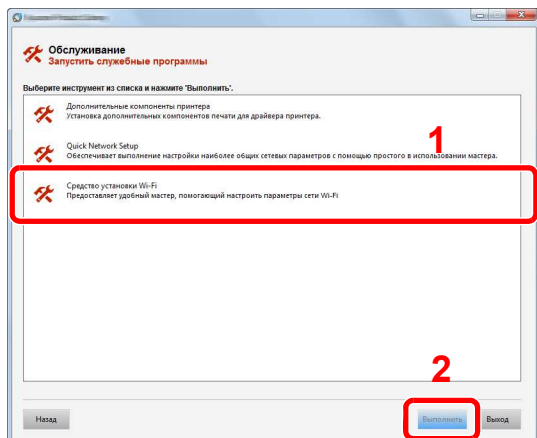 Обслуживание
Запустить служебные программы
Выберите инструмент из списка и нажмите 'Выполнить'.
Дополнительные компоненты принтера
Установка дополнительных компонентов печати для драйвера принтера.
1
Quick Network Setup
Обеспечивает выполнение настройки наиболее общих сетевых параметров с помощью простого в использовании мастера.
Средство установки Wi-Fi
Предоставляет удобный мастер, помогающий настроить параметры сети Wi-Fi
2
Назад
Выполнить
Выход